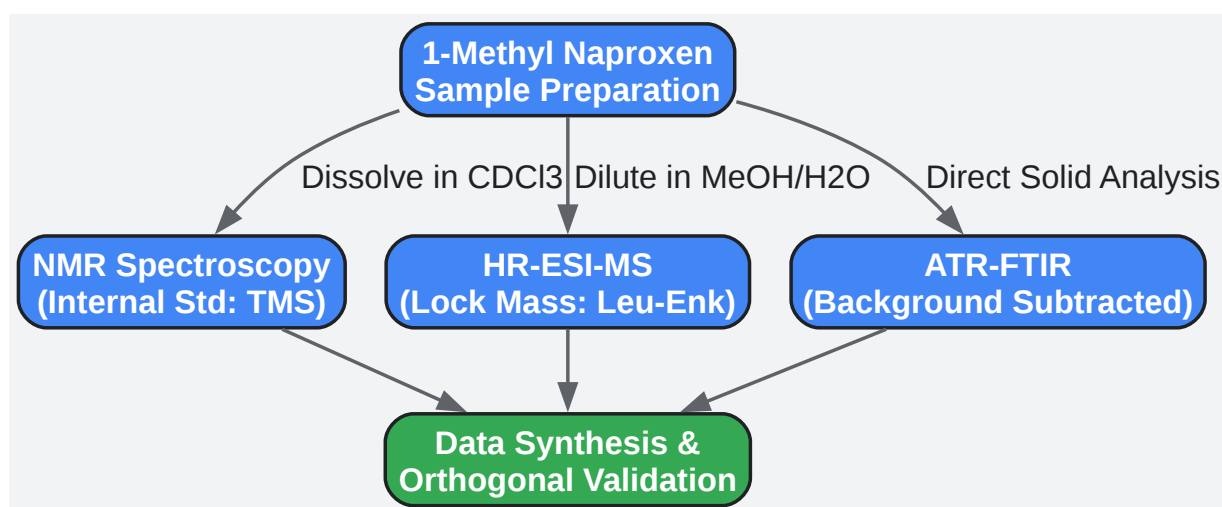 1-Methyl Naproxen
Sample Preparation
Dissolve in CDCl3
Dilute in MeOH/H2O
Direct Solid Analysis
NMR Spectroscopy
(Internal Std: TMS)
HR-ESI-MS
(Lock Mass: Leu-Enk)
ATR-FTIR
(Background Subtracted)
Data Synthesis &
Orthogonal Validation